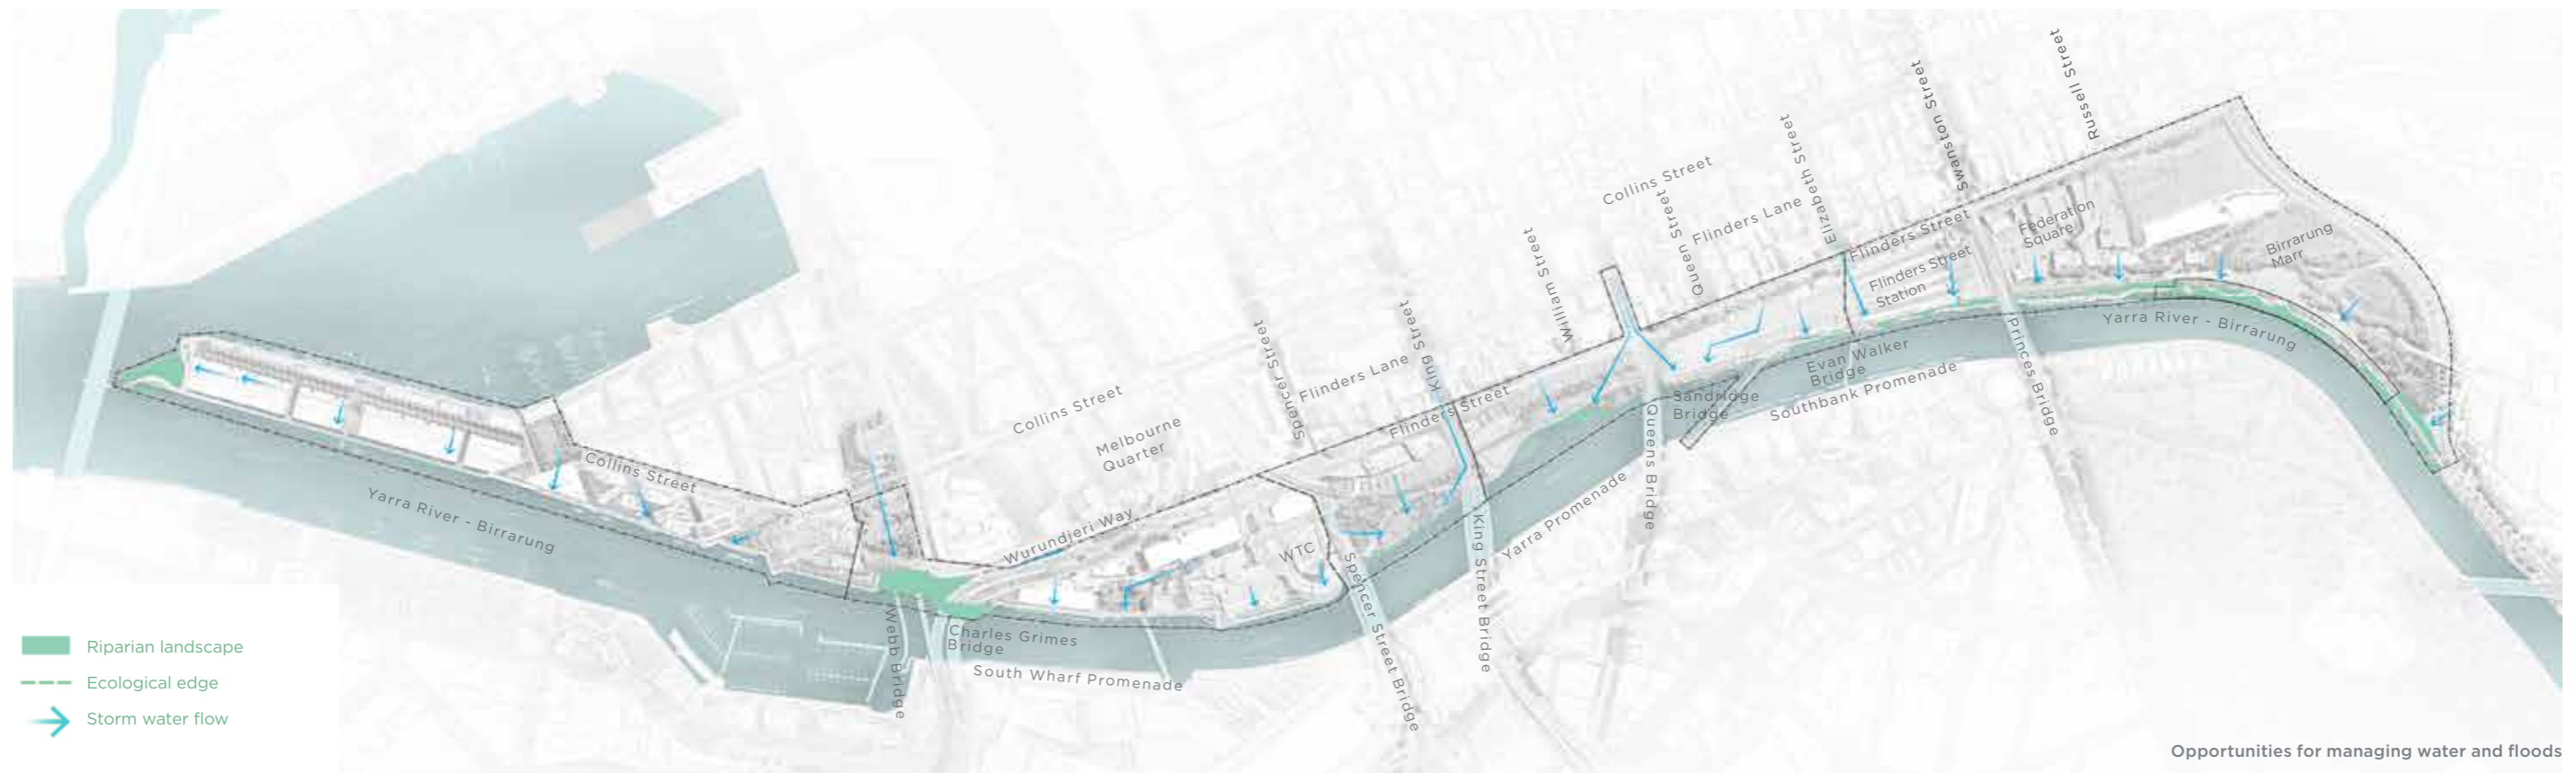 Russell Street
Swanston Street
Elizabeth Street
Collins Street
Queen Street
Flinders Lane
Flinders Street
Federation
Square
Flinders Street
Station
Birrarung
Marr
William Street
King Street
Spencer Street
Flinders Lane
Flinders Street
Collins Street
Melbourne
Quarter
Yarra River - Birrarung
Evan Walker
Bridge
Princes Bridge
Sandridge
Bridge
Southbank Promenade
Queens Bridge
Collins Street
Yarra River - Birrarung
Wurundjeri Way
WTC
Yarra Promenade
King Street Bridge
Spencer Street Bridge
Webb Bridge
Charles Grimes
Bridge
South Wharf Promenade
Riparian landscape
Ecological edge
Storm water flow
Opportunities for managing water and floods